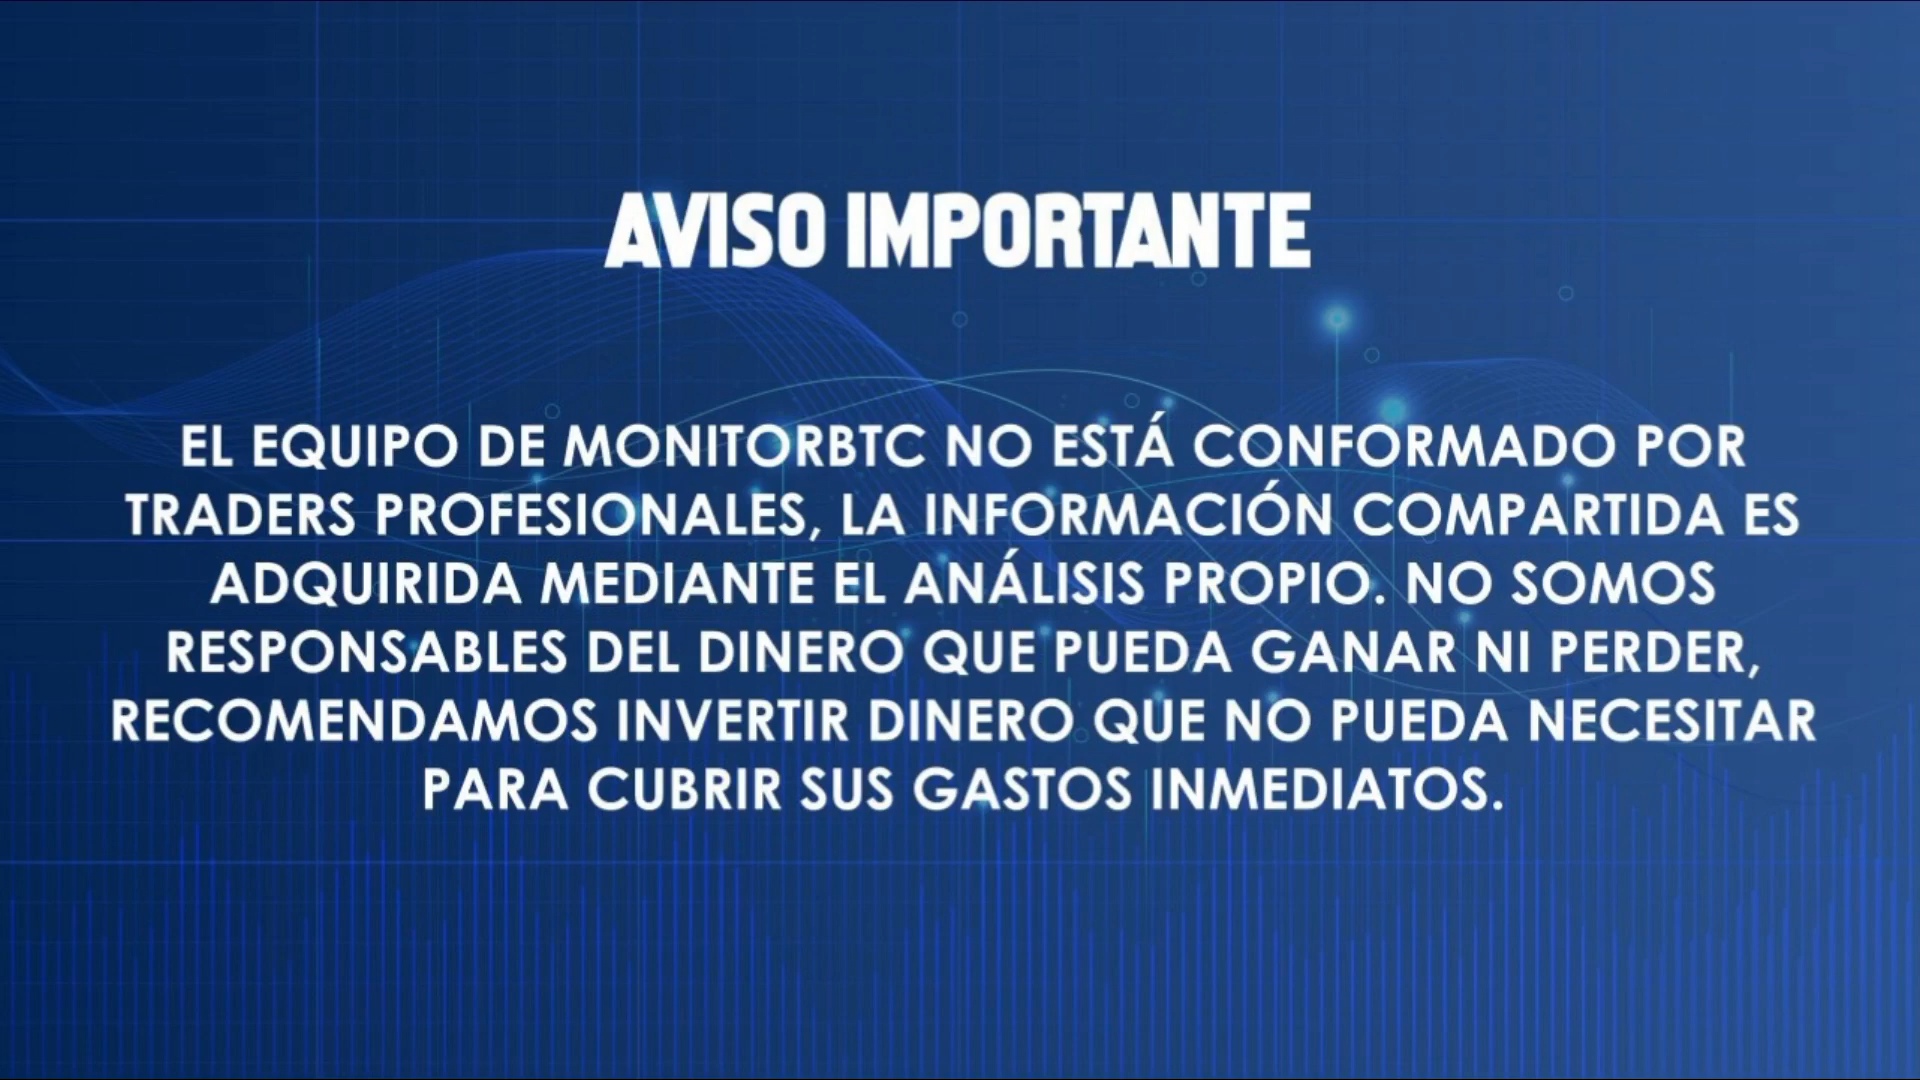 AVISO IMPORTANTE
EL EQUIPO DE MONITORBTC NO ESTÁ CONFORMADO POR
TRADERS PROFESIONALES, LA INFORMACIÓN COMPARTIDA ES
ADQUIRIDA MEDIANTE EL ANÁLISIS PROPIO. NO SOMOS
RESPONSABLES DEL DINERO QUE PUEDA GANAR NI PERDER,
RECOMENDAMOS INVERTIR DINERO QUE NO PUEDA NECESITAR
PARA CUBRIR SUS GASTOS INMEDIATOS.